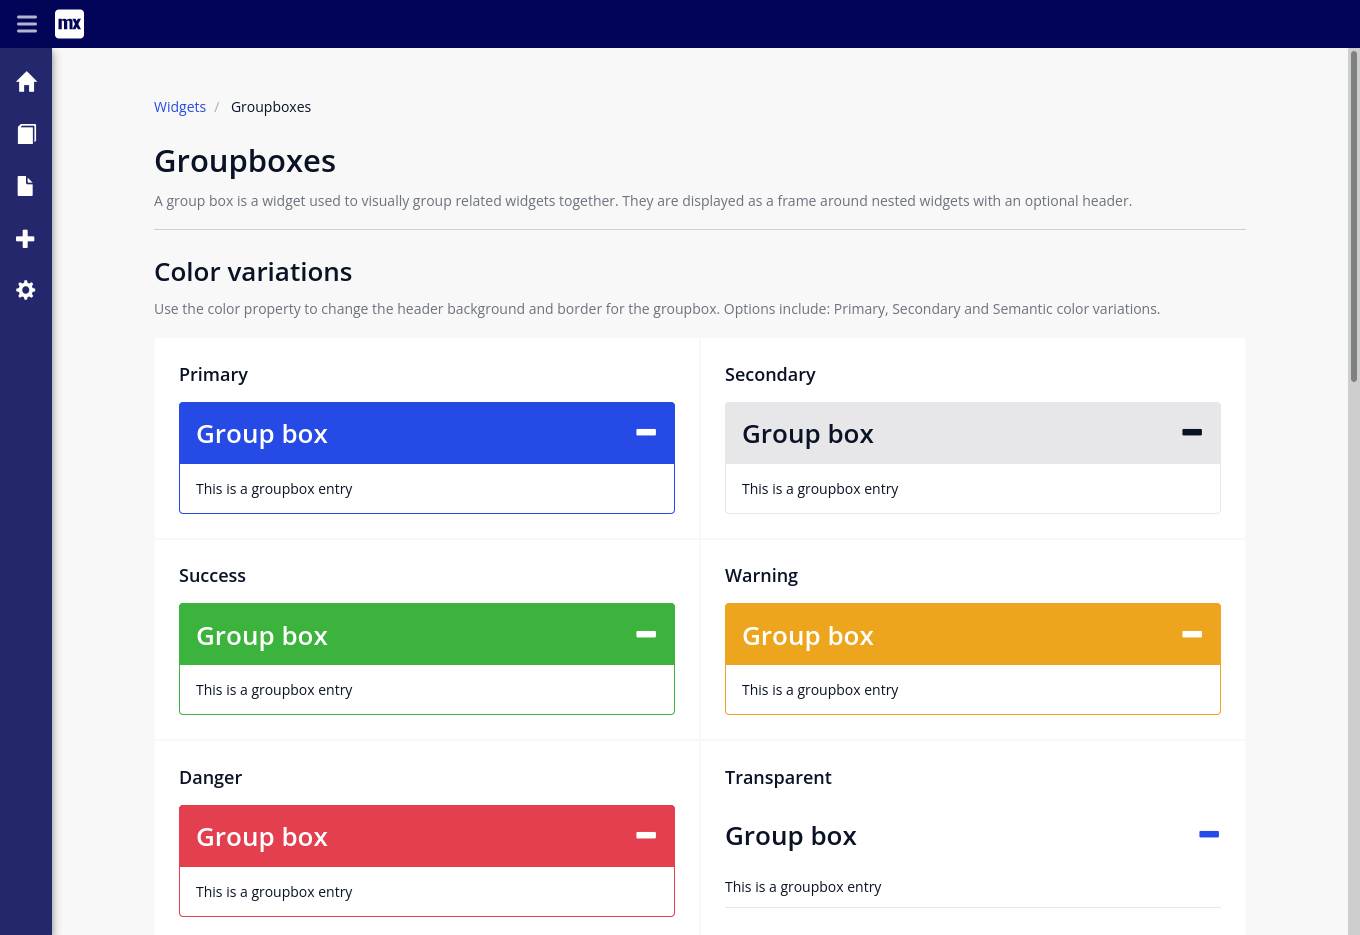 mx
Widgets / Groupboxes
Groupboxes
A group box is a widget used to visually group related widgets together. They are displayed as a frame around nested widgets with an optional header.
Color variations
Use the color property to change the header background and border for the groupbox. Options include: Primary, Secondary and Semantic color variations.
Primary
Group box
This is a groupbox entry
Secondary
Group box
This is a groupbox entry
Success
Group box
This is a groupbox entry
Warning
Group box
This is a groupbox entry
Danger
Group box
This is a groupbox entry
Transparent
Group box
This is a groupbox entry